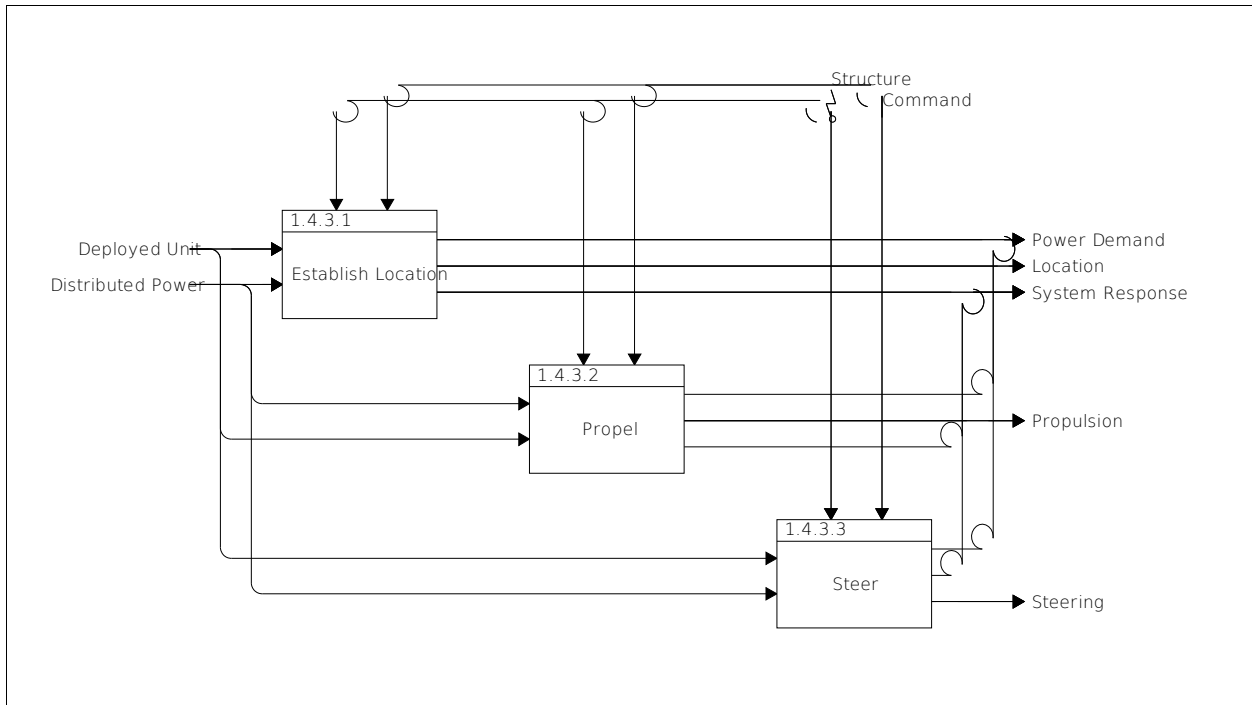 Structure
Command
1.4.3.1
Deployed Unit
Establish Location
Distributed Power
Power Demand
Location
System Response
1.4.3.2
Propel
Propulsion
1.4.3.3
Steer
Steering